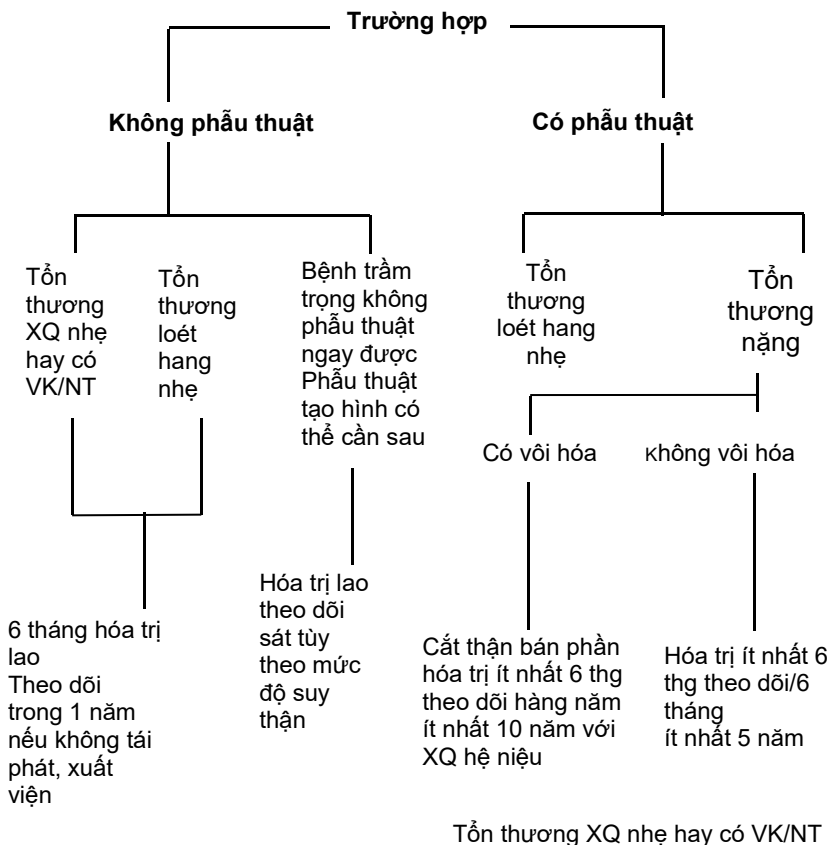 Trường hợp
Không phẫu thuật
Có phẫu thuật
Tổn
thương
XQ nhẹ
hay có
VK/NT
Tổn
thương
loét
hang
nhẹ
Bệnh trầm
trọng không
phẫu thuật
ngay được
Phẫu thuật
tạo hình có
thể cần sau
Tổn
thương
loét hang
nhẹ
Tổn
thương
nặng
Có vôi hóa
Không vôi hóa
6 tháng hóa trị
lao
Theo dõi
trong 1 năm
nếu không tái
phát, xuất
viện
Hóa trị lao
theo dõi
sát tùy
theo mức
độ suy
thận
Cắt thận bán phần
hóa trị ít nhất 6 thg
theo dõi hàng năm
ít nhất 10 năm với
XQ hệ niệu
Hóa trị ít nhất 6
thg theo dõi/6
tháng
ít nhất 5 năm
Tổn thương XQ nhẹ hay có VK/NT